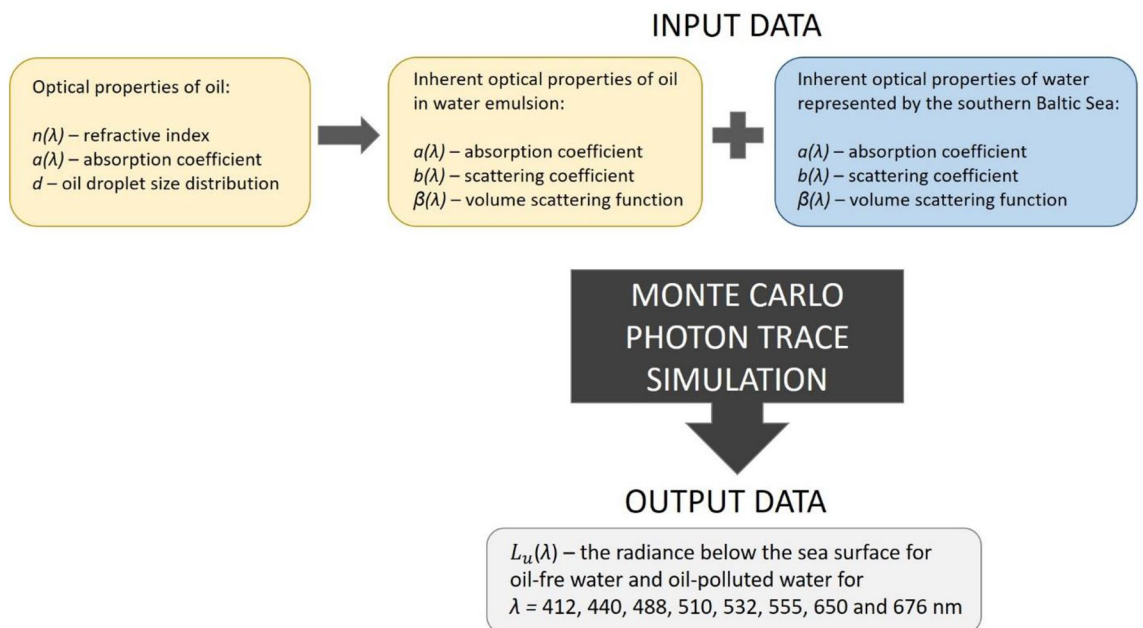 INPUT DATA
Optical properties of oil:
n(λ) – refractive index
a(λ) – absorption coefficient
d – oil droplet size distribution
Inherent optical properties of oil
in water emulsion:
a(λ) – absorption coefficient
b(λ) – scattering coefficient
β(λ) – volume scattering function
Inherent optical properties of water
represented by the southern Baltic Sea:
a(λ) – absorption coefficient
b(λ) – scattering coefficient
β(λ) – volume scattering function
MONTE CARLO
PHOTON TRACE
SIMULATION
OUTPUT DATA
Lu(λ) – the radiance below the sea surface for
oil-fre water and oil-polluted water for
λ = 412, 440, 488, 510, 532, 555, 650 and 676 nm